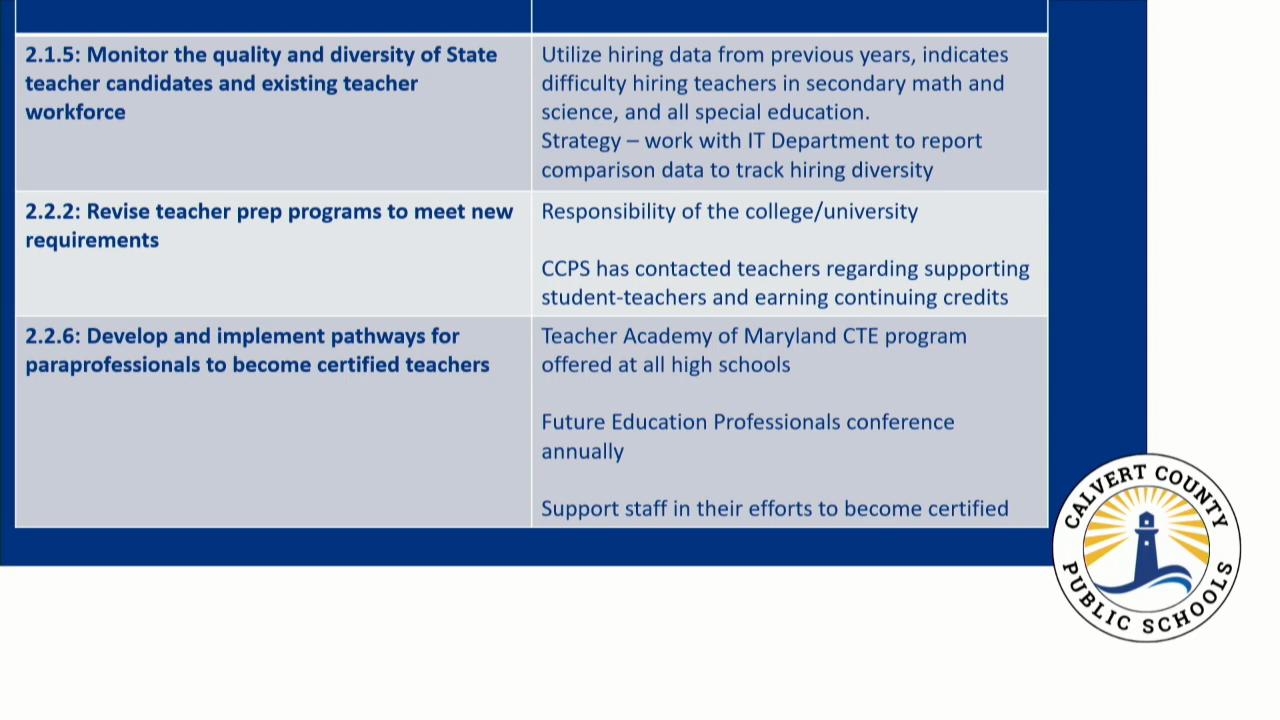 2.1.5: Monitor the quality and diversity of State
teacher candidates and existing teacher
workforce
Utilize hiring data from previous years, indicates
difficulty hiring teachers in secondary math and
science, and all special education.
Strategy – work with IT Department to report
comparison data to track hiring diversity
2.2.2: Revise teacher prep programs to meet new
requirements
Responsibility of the college/university
CCPS has contacted teachers regarding supporting
student-teachers and earning continuing credits
2.2.6: Develop and implement pathways for
paraprofessionals to become certified teachers
Teacher Academy of Maryland CTE program
offered at all high schools
Future Education Professionals conference
annually
Support staff in their efforts to become certified
CALVERT COUNTY
PUBLIC SCHOOLS